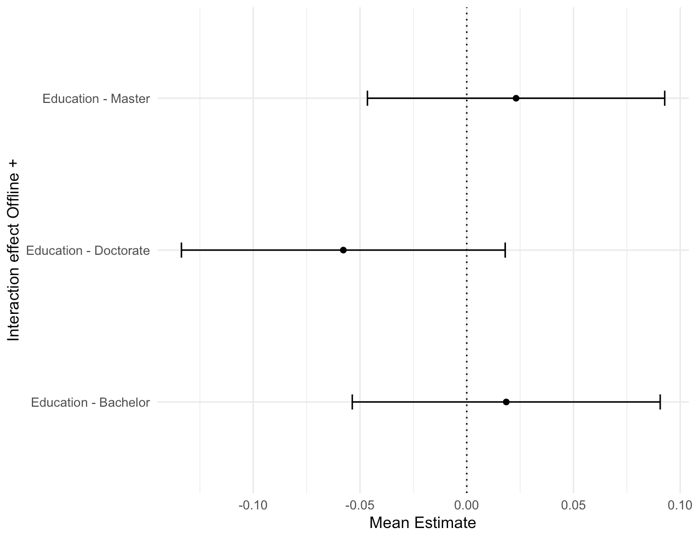 Interaction effect Offline +
Education - Master
Education - Doctorate
Education - Bachelor
-0.10 -0.05 0.00 0.05 0.10
Mean Estimate